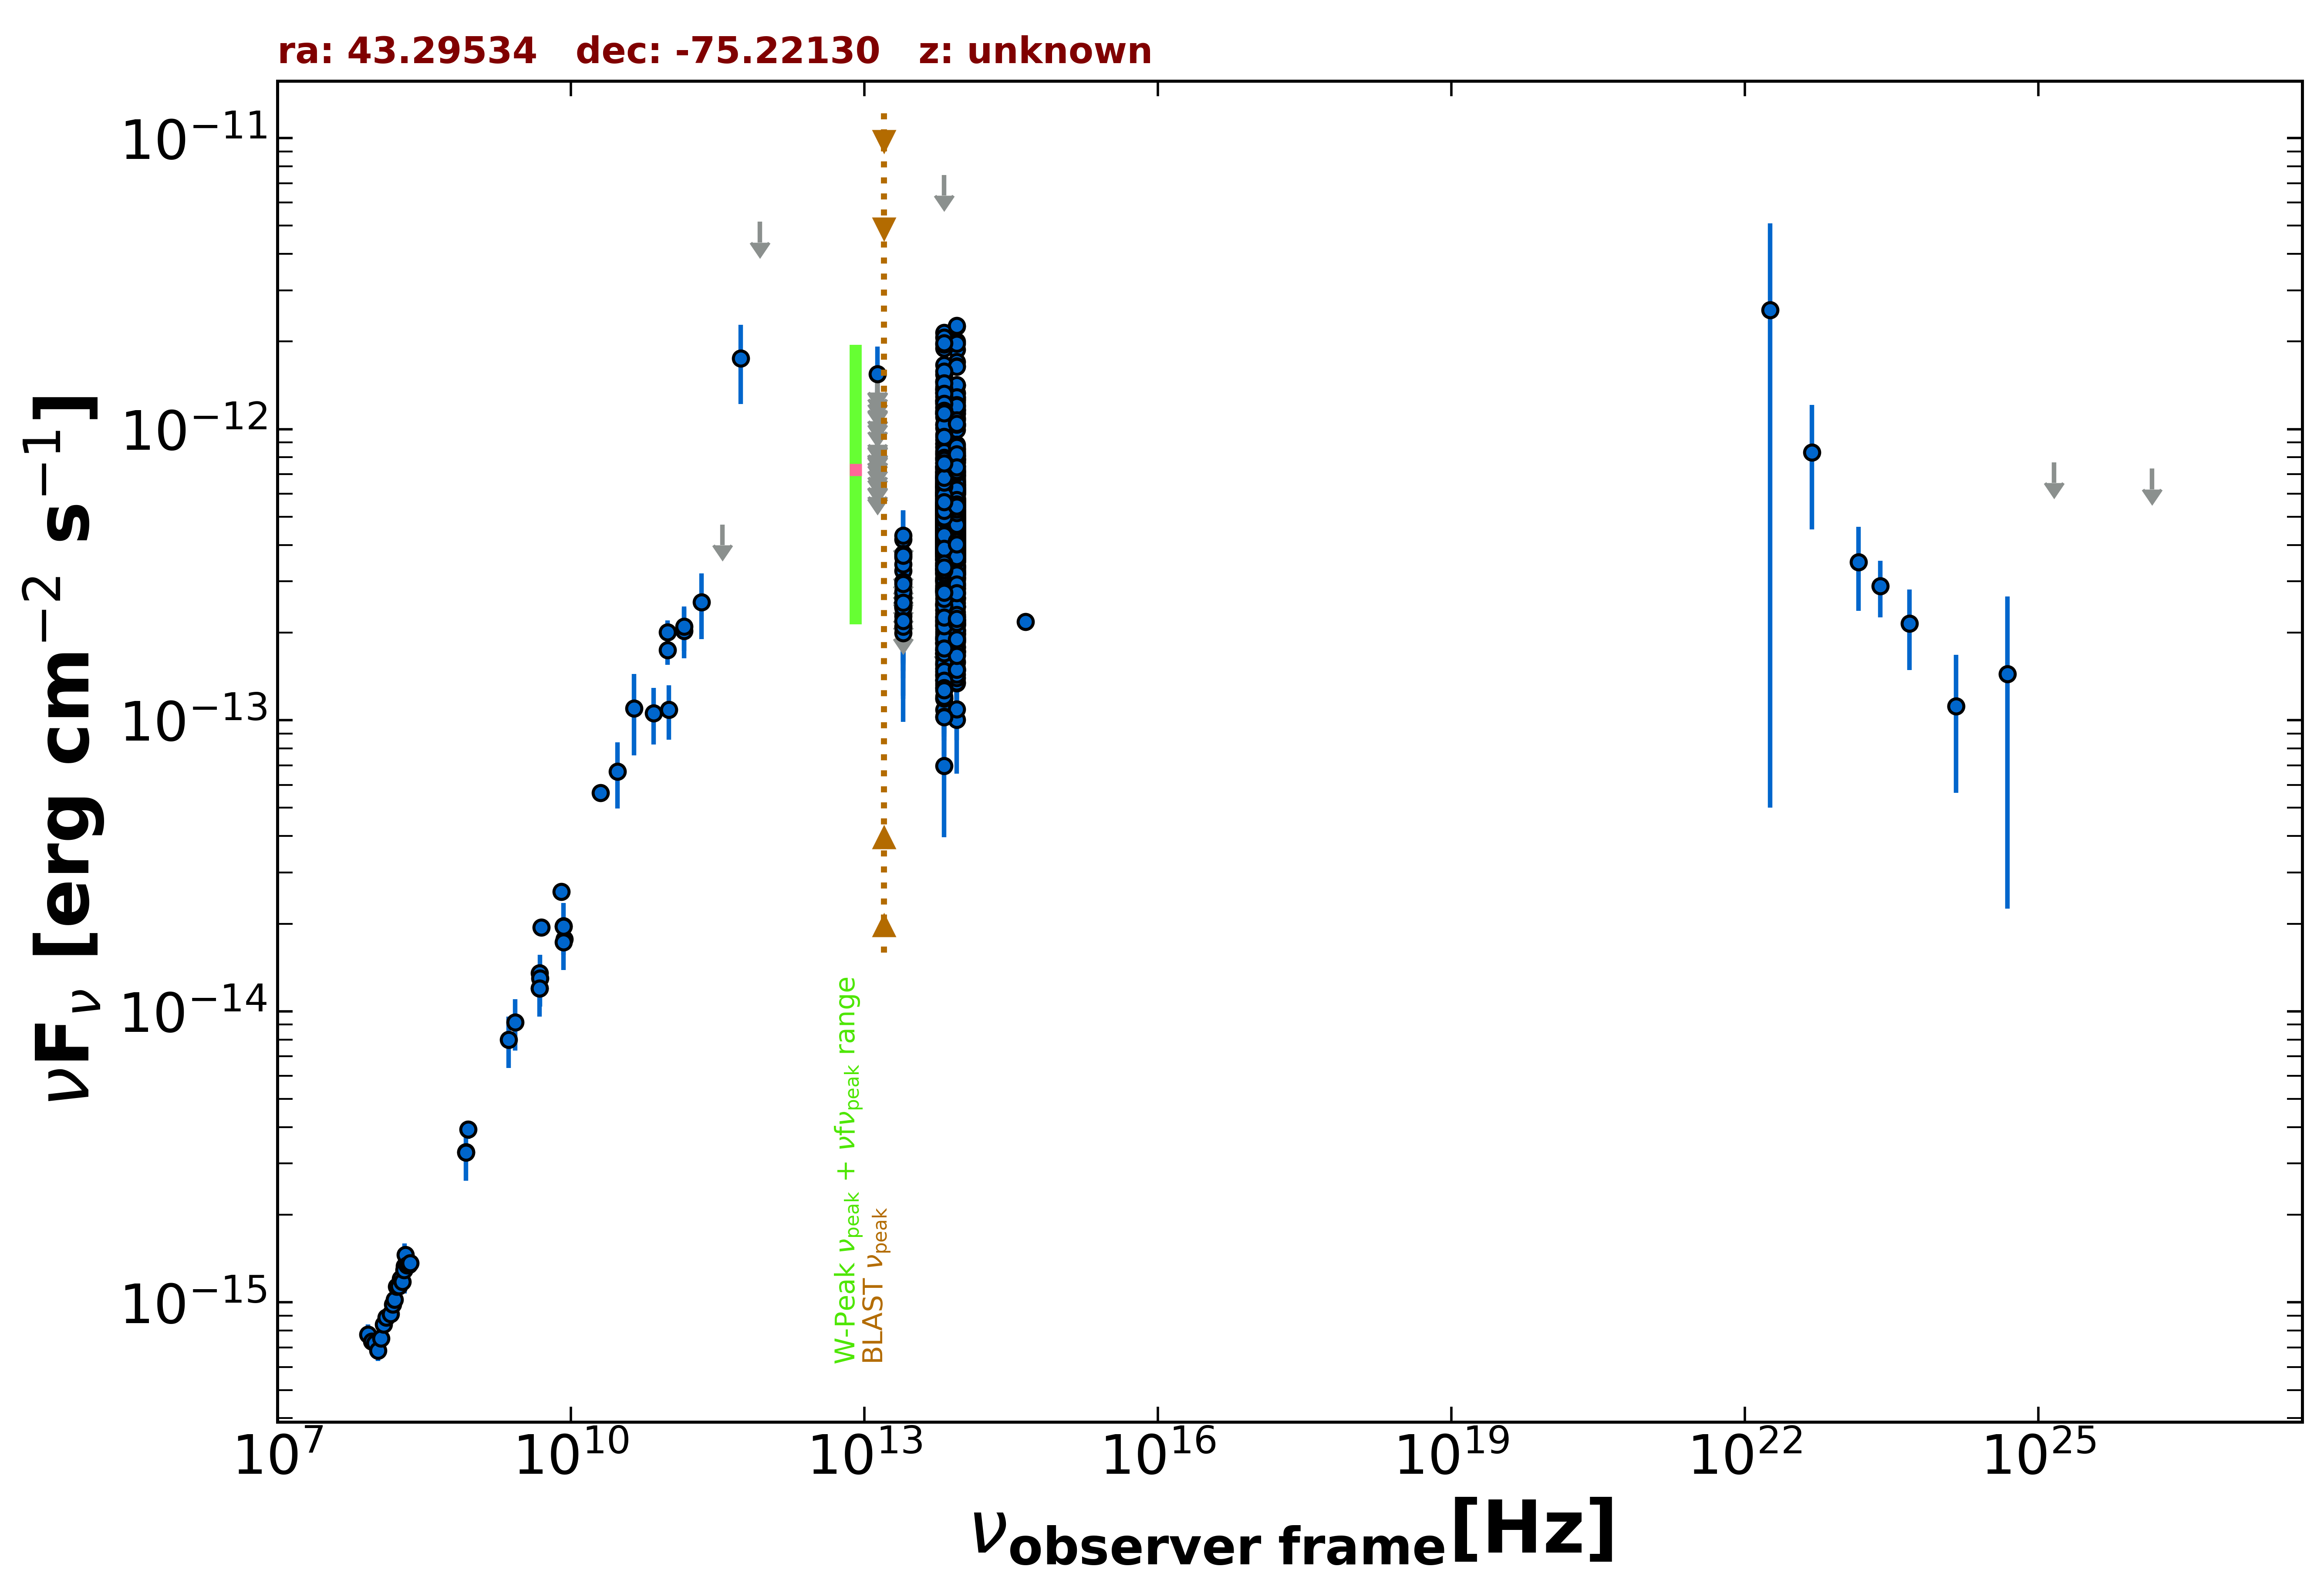 ra: 43.29534   dec: -75.22130   z: unknown
νFν [erg cm−2 s−1]
10−11
10−12
10−13
10−14
10−15
W-Peak νpeak + νfνpeak range
BLAST νpeak
107 1010 1013 1016 1019 1022 1025
νobserver frame[Hz]